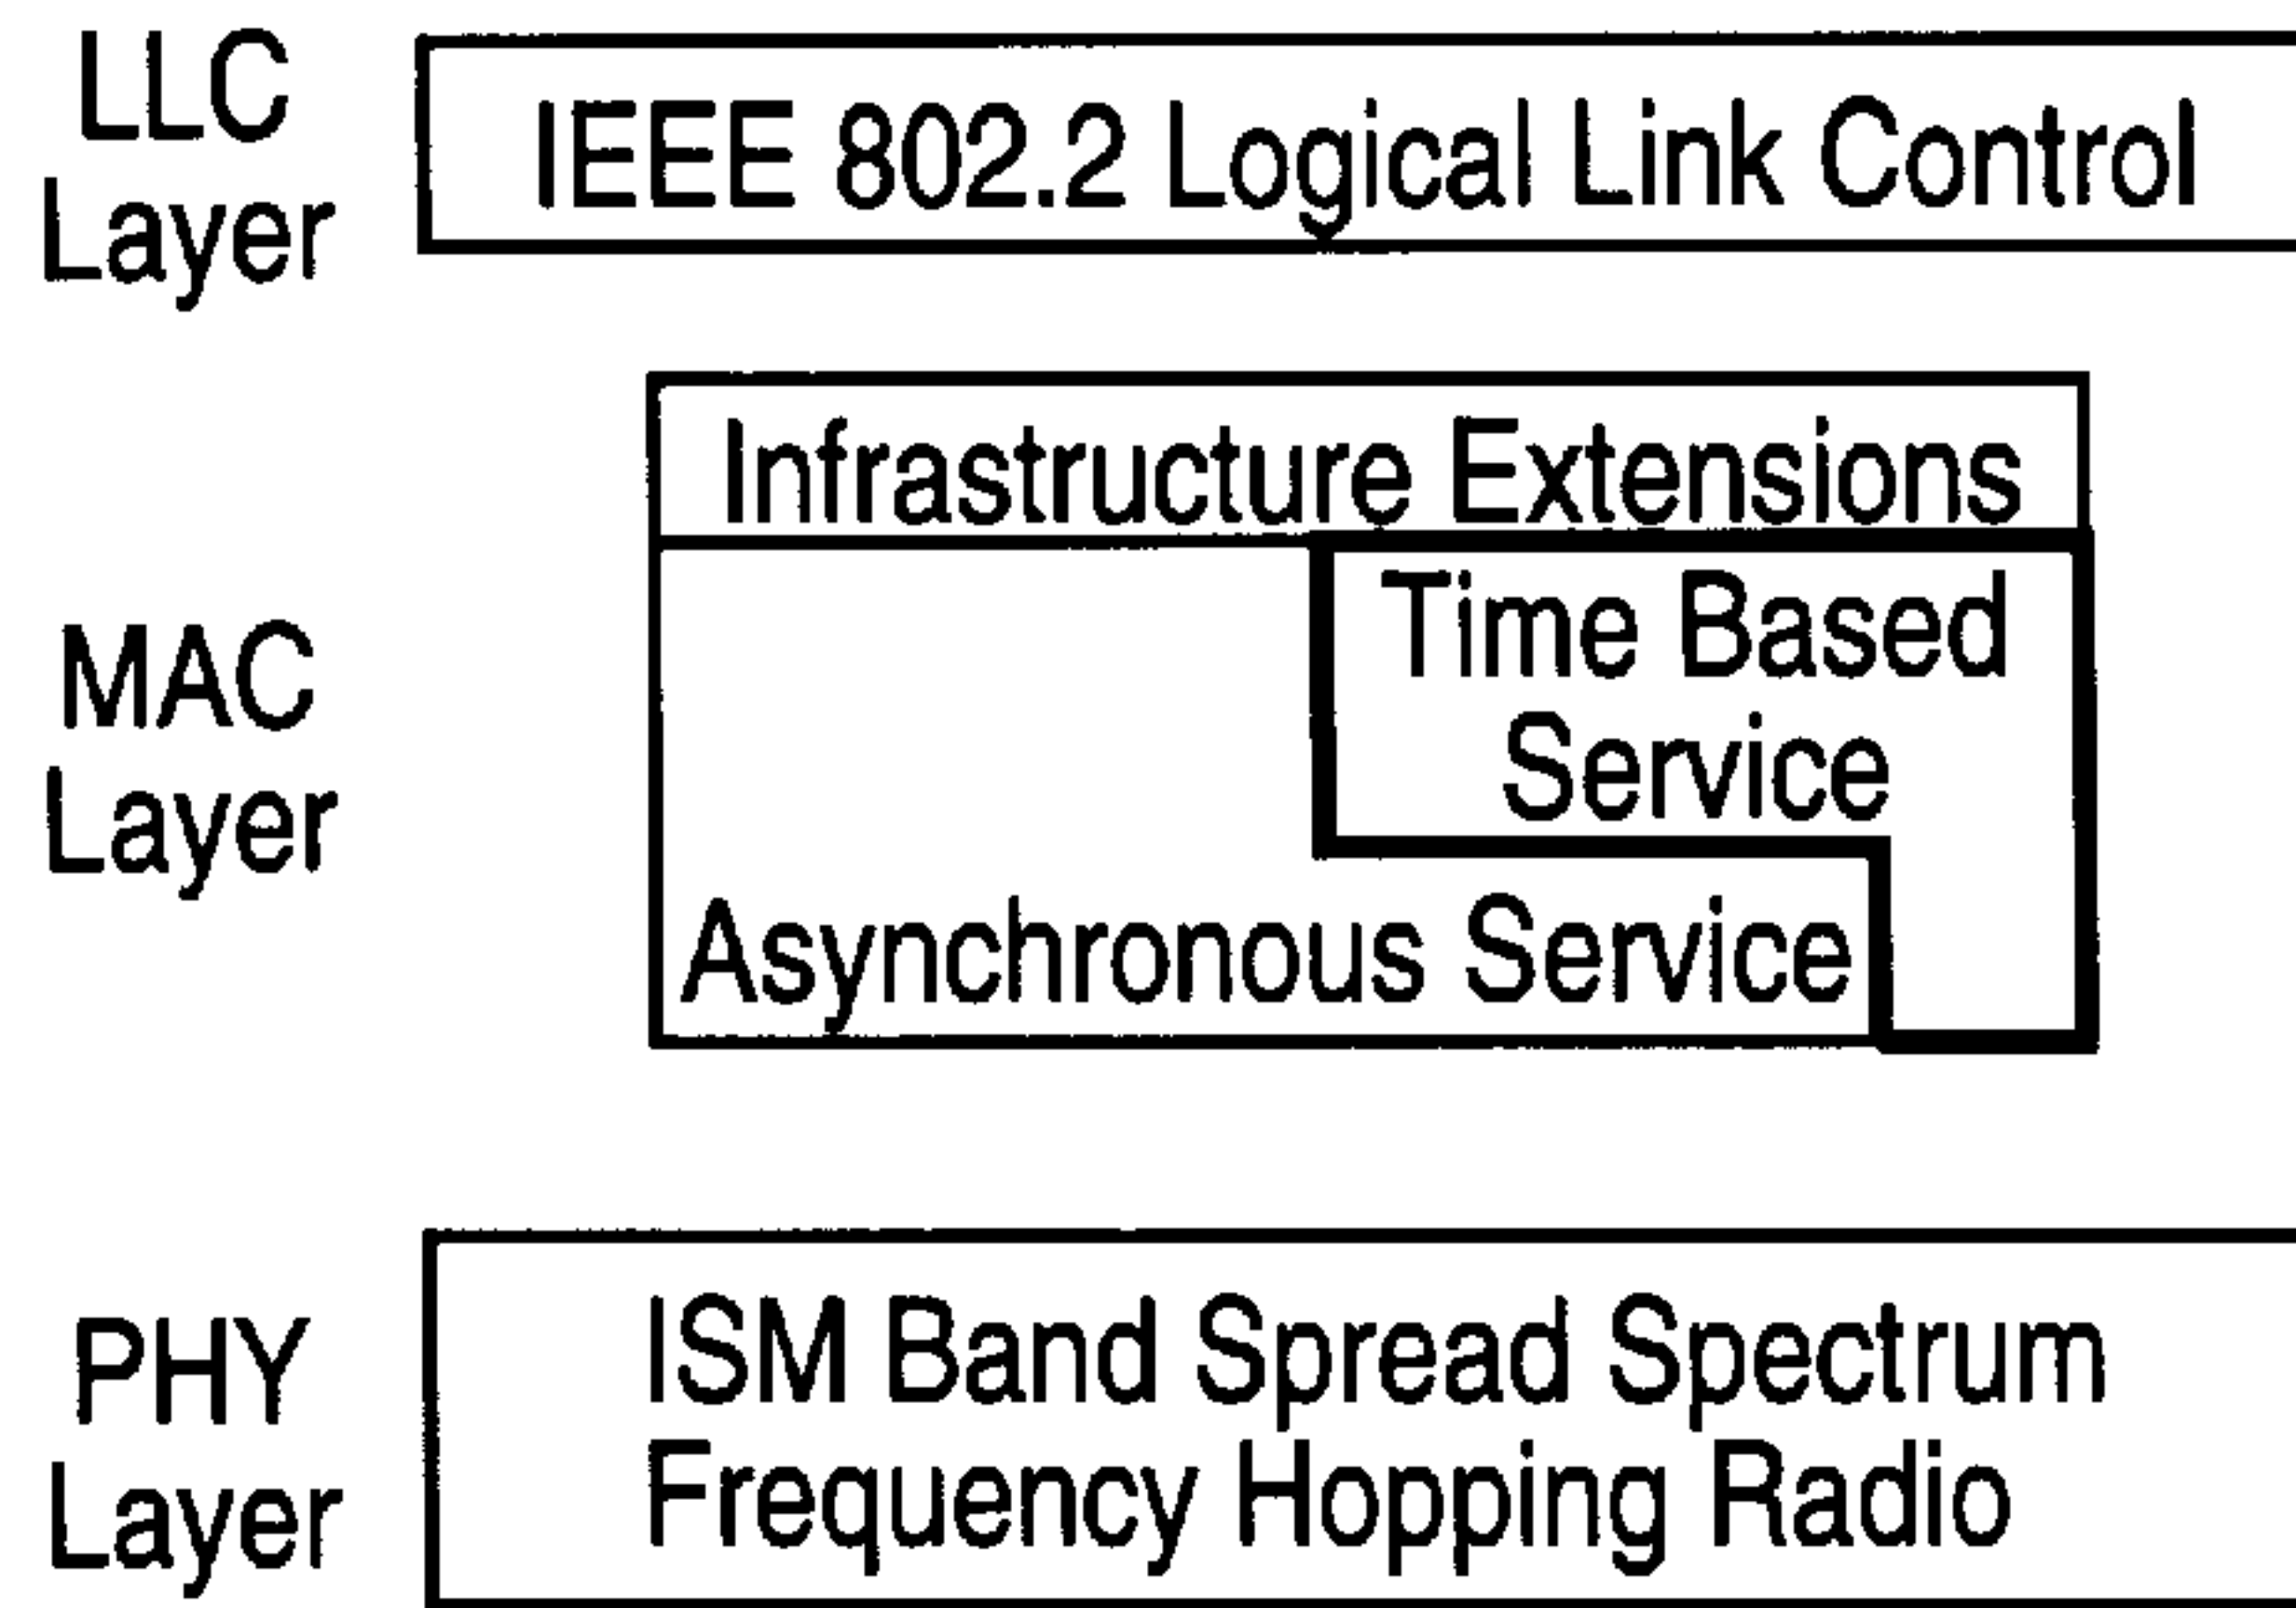 LLC
Layer
IEEE 802.2 Logical Link Control
Infrastructure Extensions
MAC
Layer
Time Based
Service
Asynchronous Service
PHY
Layer
ISM Band Spread Spectrum
Frequency Hopping Radio